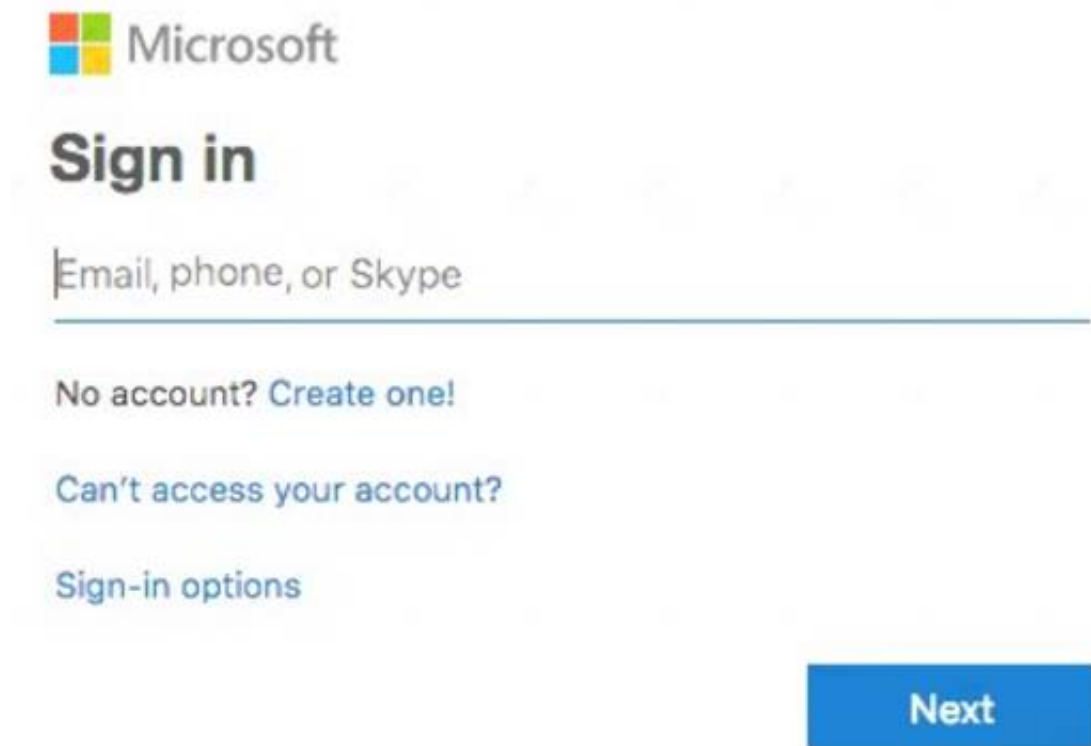 Microsoft
Sign in
Email, phone, or Skype
No account? Create one!
Can't access your account?
Sign-in options
Next